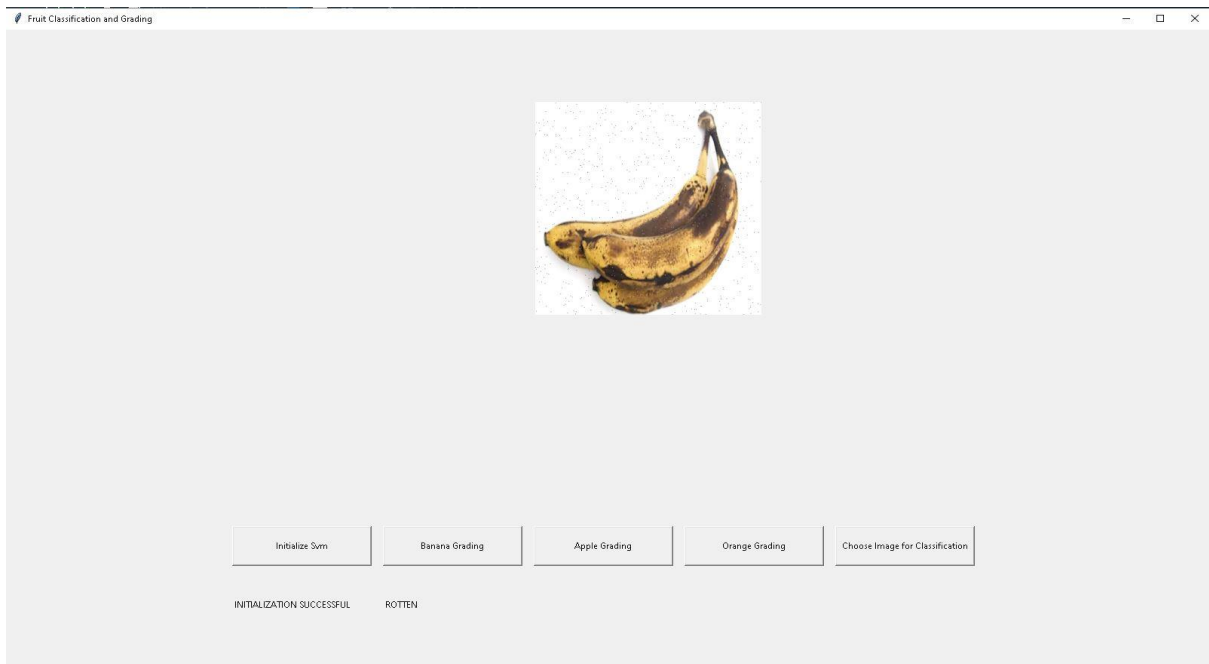 Fruit Classification and Grading
Initialize Svm
Banana Grading
Apple Grading
Orange Grading
Choose Image for Classification
INITIALIZATION SUCCESSFUL
ROTTEN